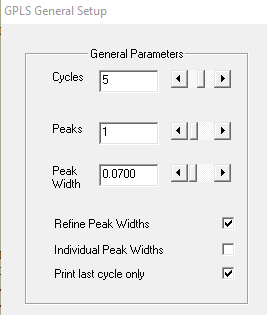 GPLS General Setup
General Parameters
Cycles 5
Peaks 1
Peak Width 0.0700
Refine Peak Widths
Individual Peak Widths
Print last cycle only